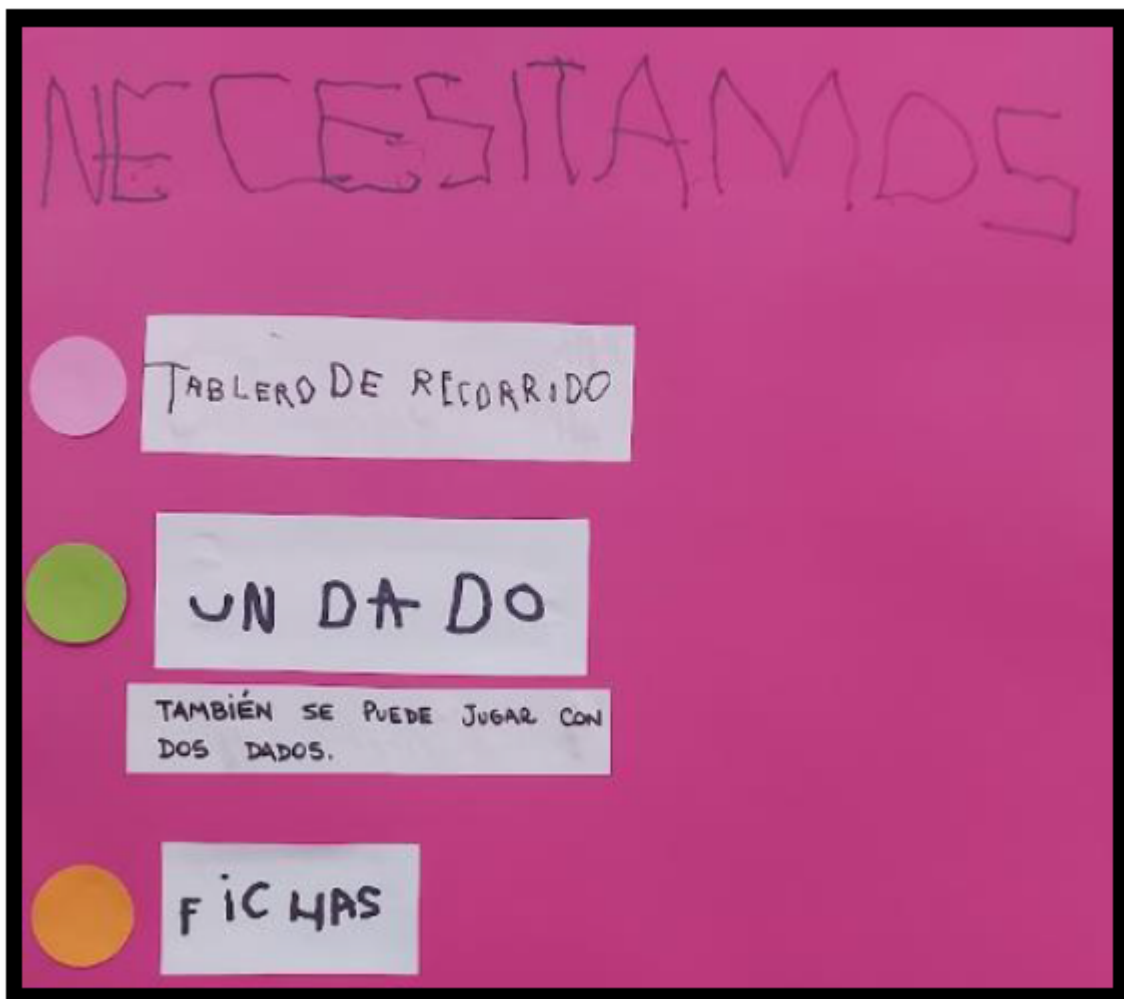 NECESITAMOS
TABLERO DE RECORRIDO
UN DADO
TAMBIÉN SE PUEDE JUGAR CON
DOS DADOS.
FICHAS